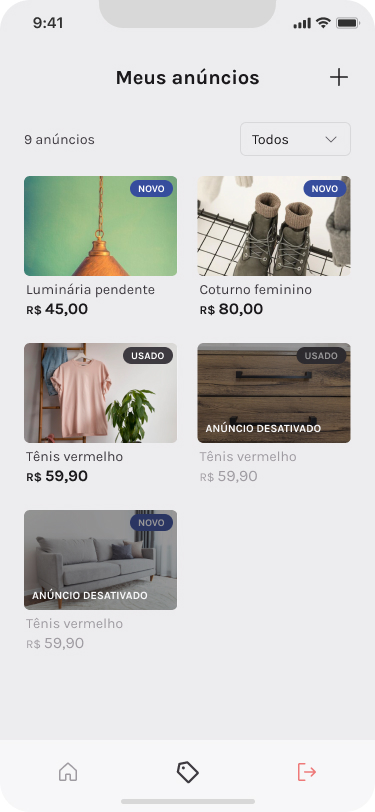 9:41
Meus anúncios
9 anúncios
Todos
NOVO
NOVO
Luminária pendente
R$ 45,00
Coturno feminino
R$ 80,00
USADO
USADO
ANÚNCIO DESATIVADO
Tênis vermelho
R$ 59,90
Tênis vermelho
R$ 59,90
NOVO
ANÚNCIO DESATIVADO
Tênis vermelho
R$ 59,90